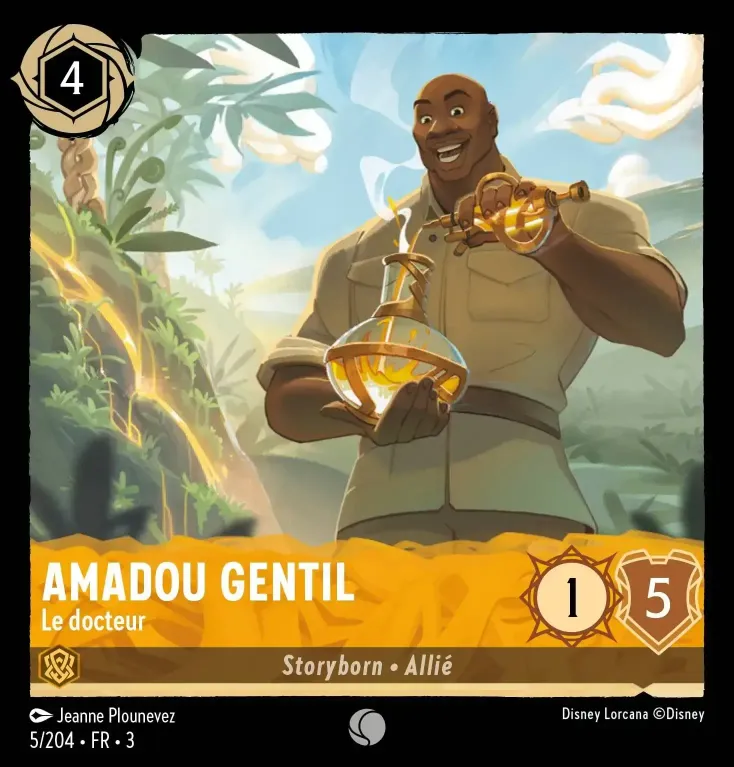 4
AMADOU GENTIL
Le docteur
1
5
Storyborn • Allié
Jeanne Plounevez
Disney Lorcana ©Disney
5/204 • FR • 3